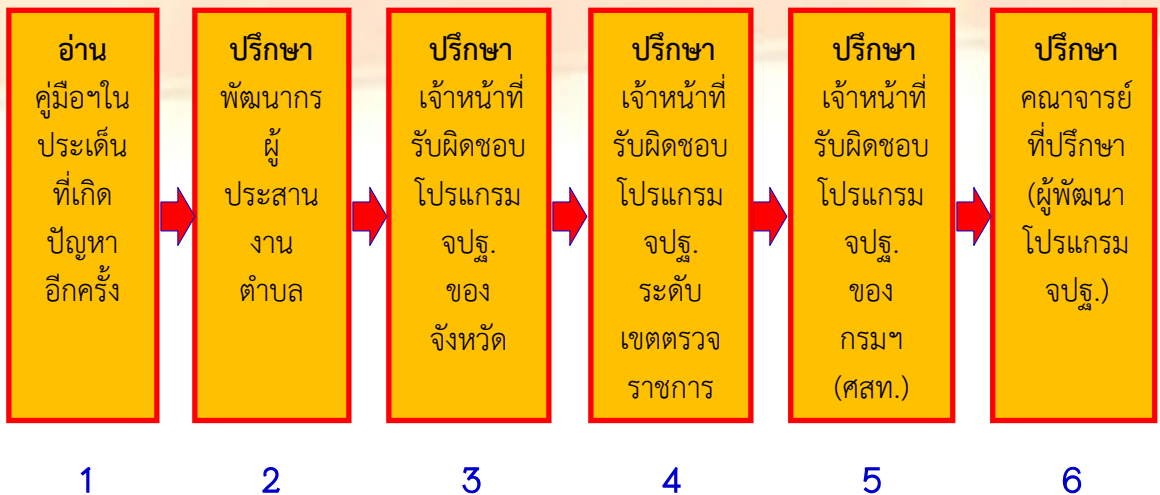 อ่าน
คู่มือฯใน
ประเด็น
ที่เกิด
ปัญหา
อีกครั้ง
ปรึกษา
พัฒนากร
ผู้
ประสาน
งาน
ตำบล
ปรึกษา
เจ้าหน้าที่
รับผิดชอบ
โปรแกรม
จปฐ.
ของ
จังหวัด
ปรึกษา
เจ้าหน้าที่
รับผิดชอบ
โปรแกรม
จปฐ.
ระดับ
เขตตรวจ
ราชการ
ปรึกษา
เจ้าหน้าที่
รับผิดชอบ
โปรแกรม
จปฐ.
ของ
กรมฯ
(ศสท.)
ปรึกษา
คณาจารย์
ที่ปรึกษา
(ผู้พัฒนา
โปรแกรม
จปฐ.)
1
2
3
4
5
6